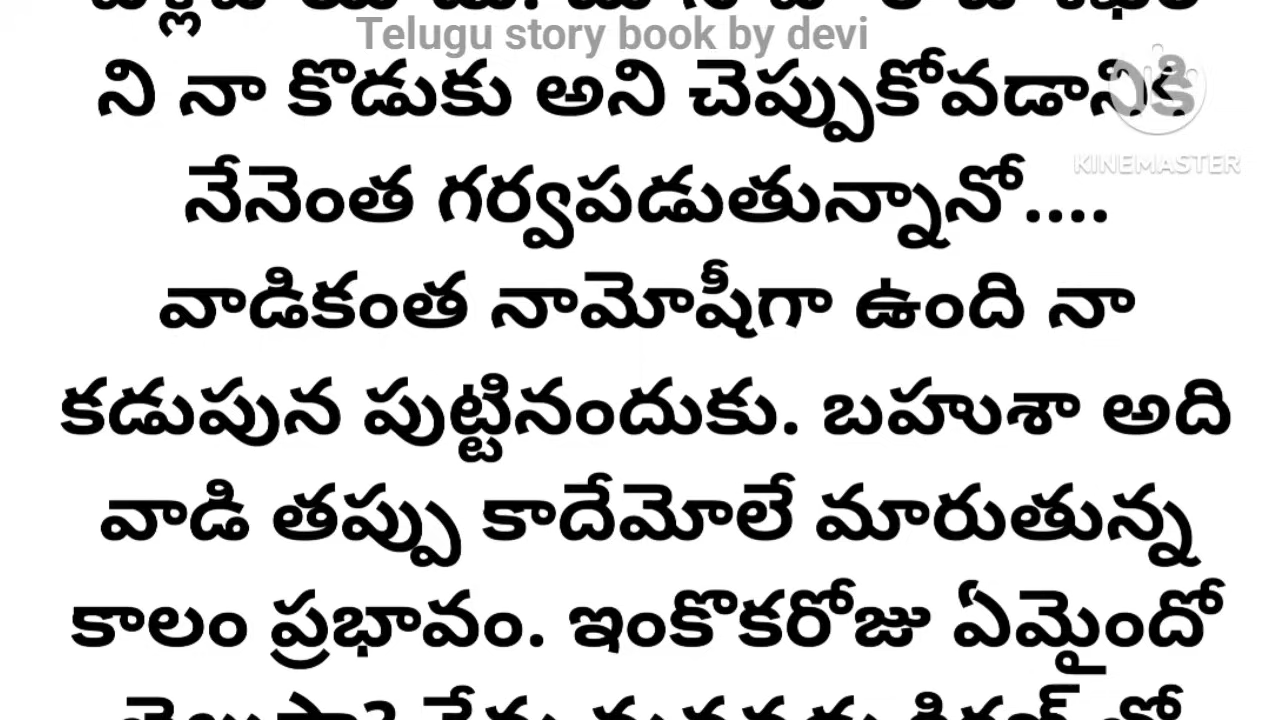 Telugu story book by devi
ని నా కొడుకు అని చెప్పుకోవడానికి
KINEMASTER
నేనెంత గర్వపడుతున్నానో....
వాడికంత నామోషీగా ఉంది నా
కడుపున పుట్టినందుకు. బహుశా అది
వాడి తప్పు కాదేమోలే మారుతున్న
కాలం ప్రభావం. ఇంకొకరోజు ఏమైందో